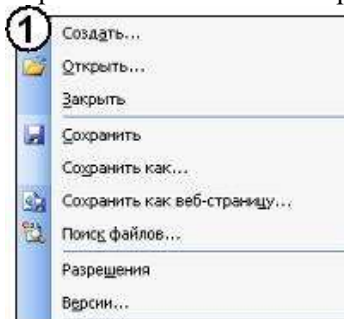 1
Создать...
Открыть...
Закрыть
Сохранить
Сохранить как...
Сохранить как веб-страницу...
Поиск файлов...
Разрешения
Версии...